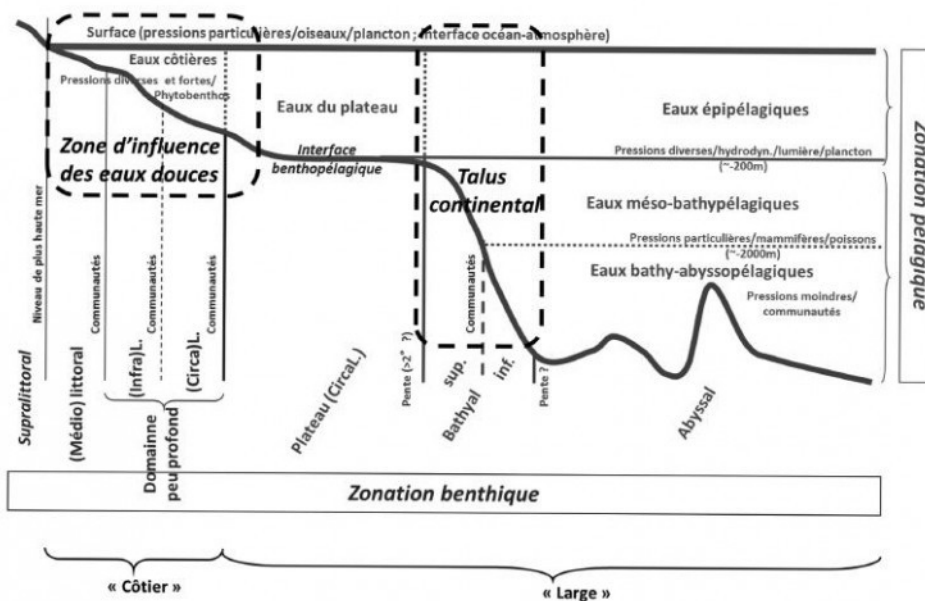 Surface (pressions particulières/oiseaux/plancton ; interface océan-atmosphère)
Eaux côtières
Pressions diverses et fortes/
Phytobenthos
Eaux du plateau
Eaux épipélagiques
Zone d'influence
des eaux douces
Interface
benthopélagique
Pressions diverses/hydrodyn./lumière/plancton
(~-200m)
Talus
continental
Eaux méso-bathypélagiques
Pressions particulières/mammifères/poissons
(~-2000m)
Eaux bathy-abyssopélagiques
Pressions moindres/
communautés
Zonation pélagique
Niveau de plus haute mer
Communautés
Communautés
Communautés
Communautés
Pente (>2° ?)
Pente ?
Supralittoral
(Médio) littoral
(Infra)L.
(Circa)L.
Domainne
peu profond
Plateau (CircaL.)
sup.
inf.
Bathyal
Abyssal
Zonation benthique
« Côtier »
« Large »